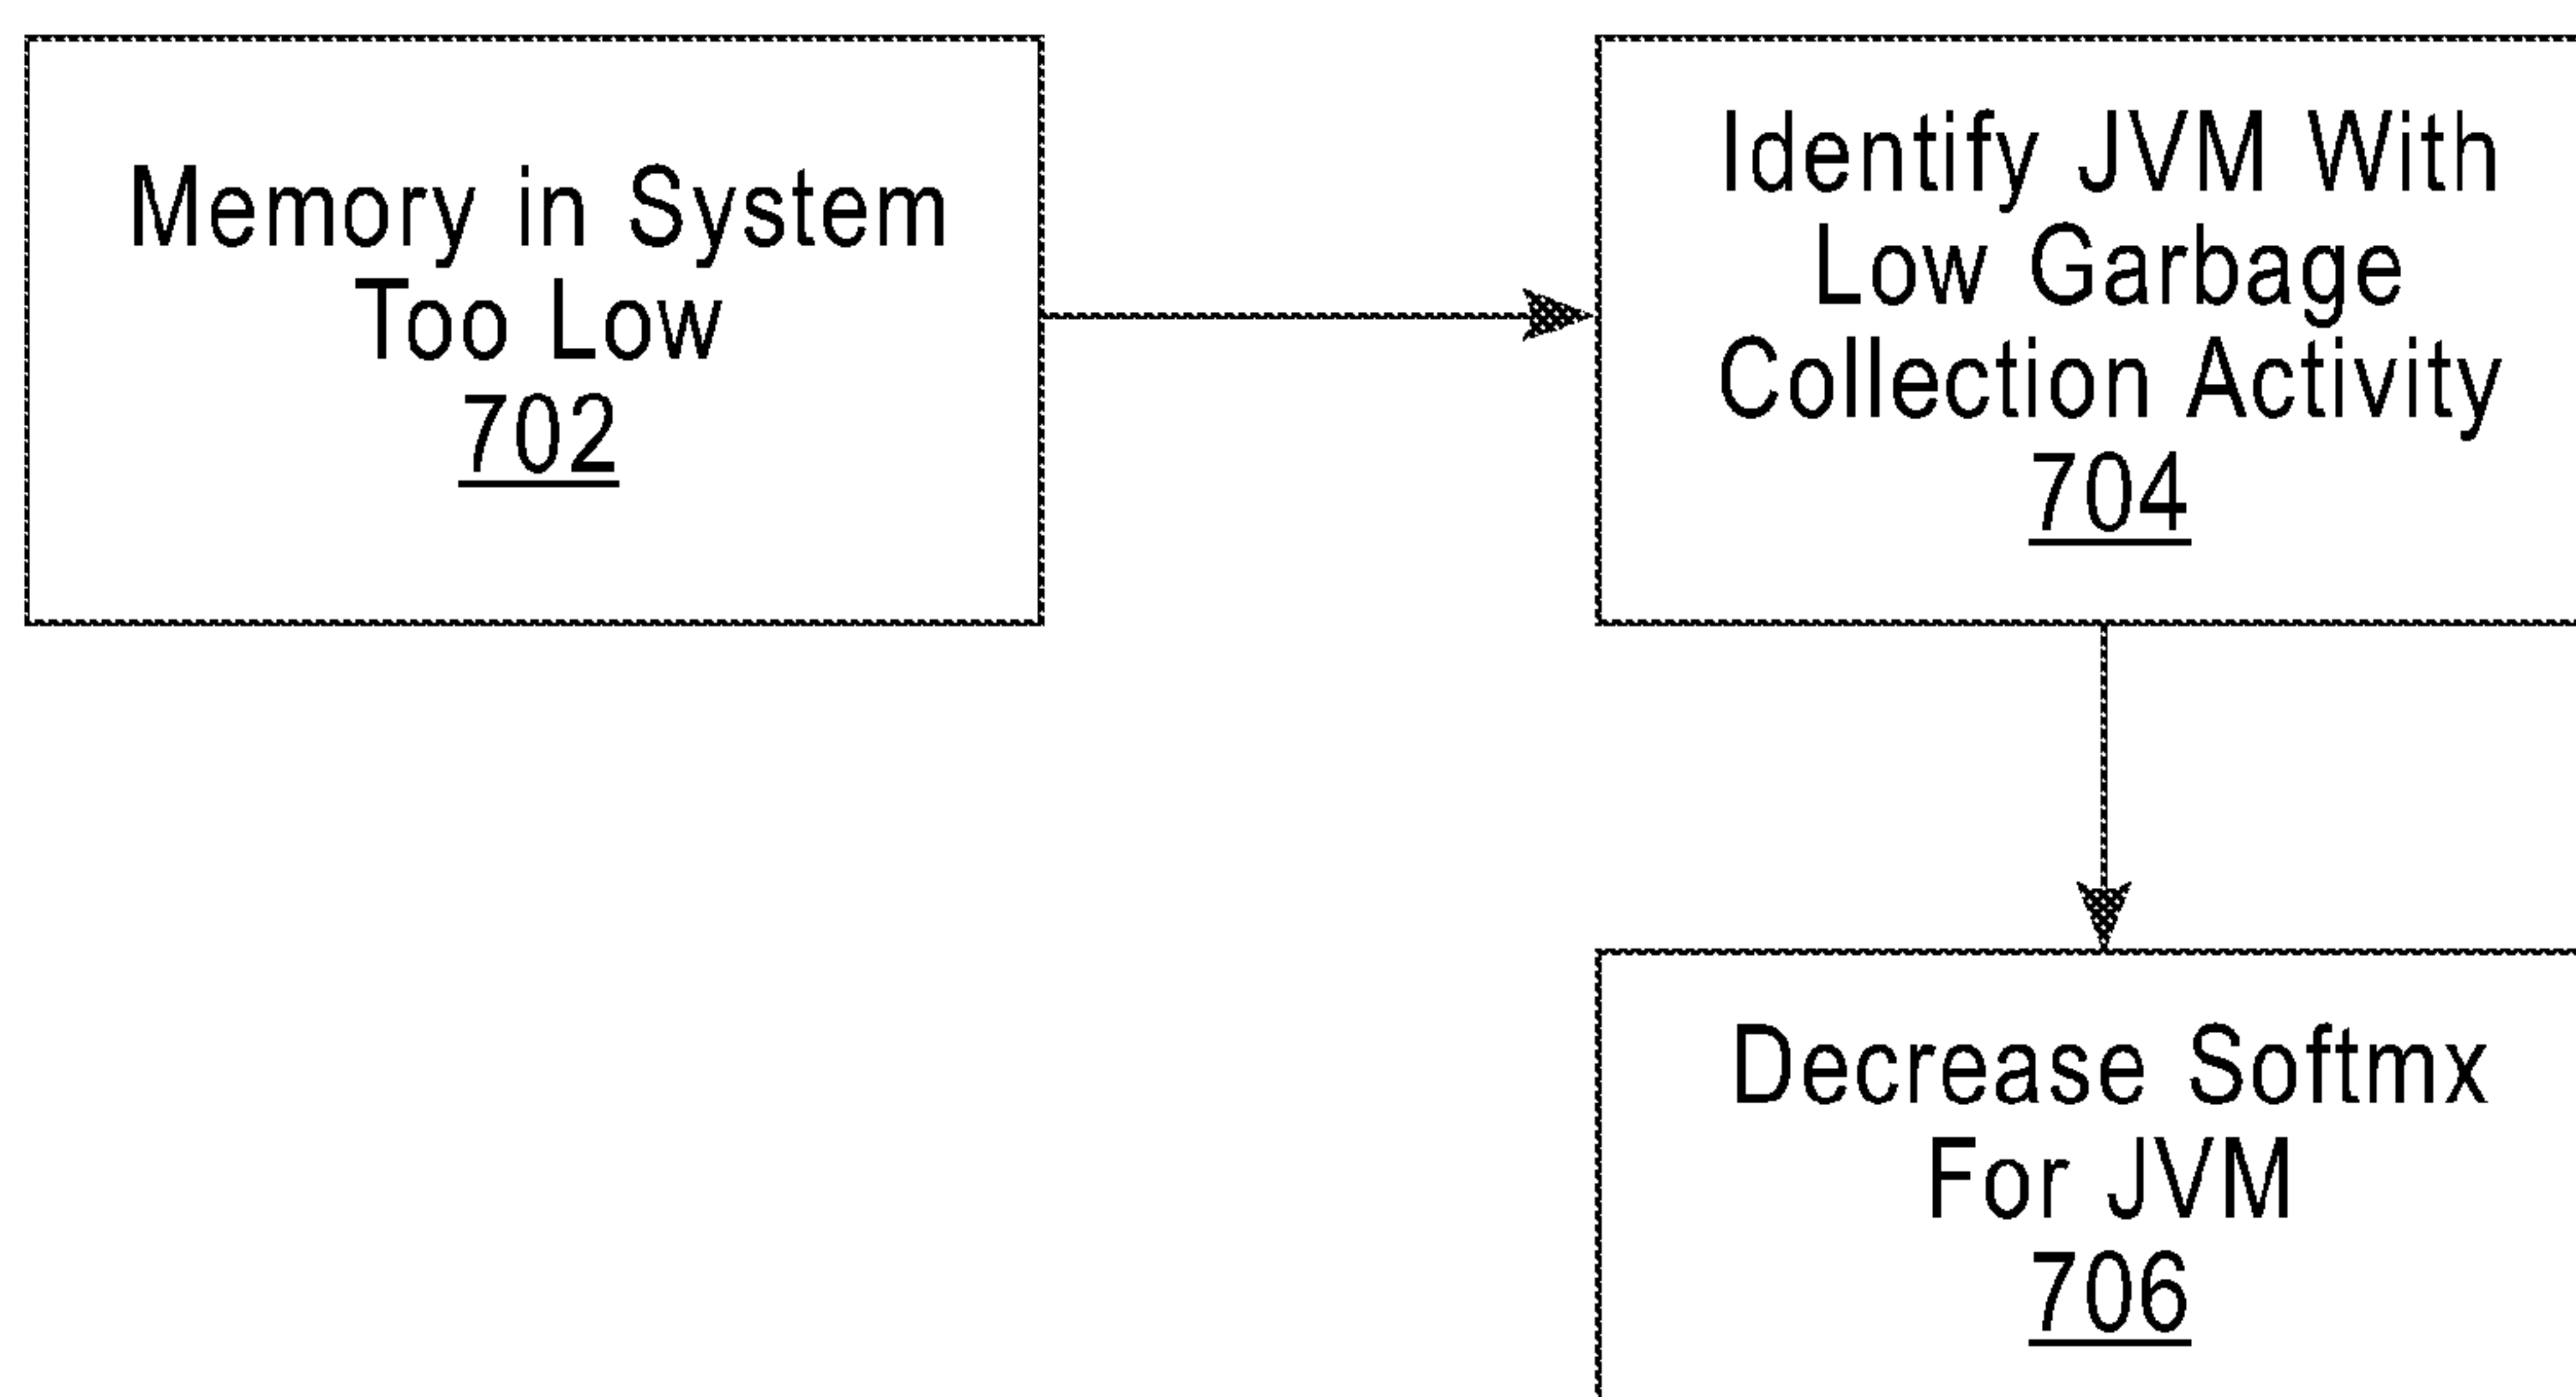 Memory in System
Too Low
702
Identify JVM With
Low Garbage
Collection Activity
704
Decrease Softmx
For JVM
706